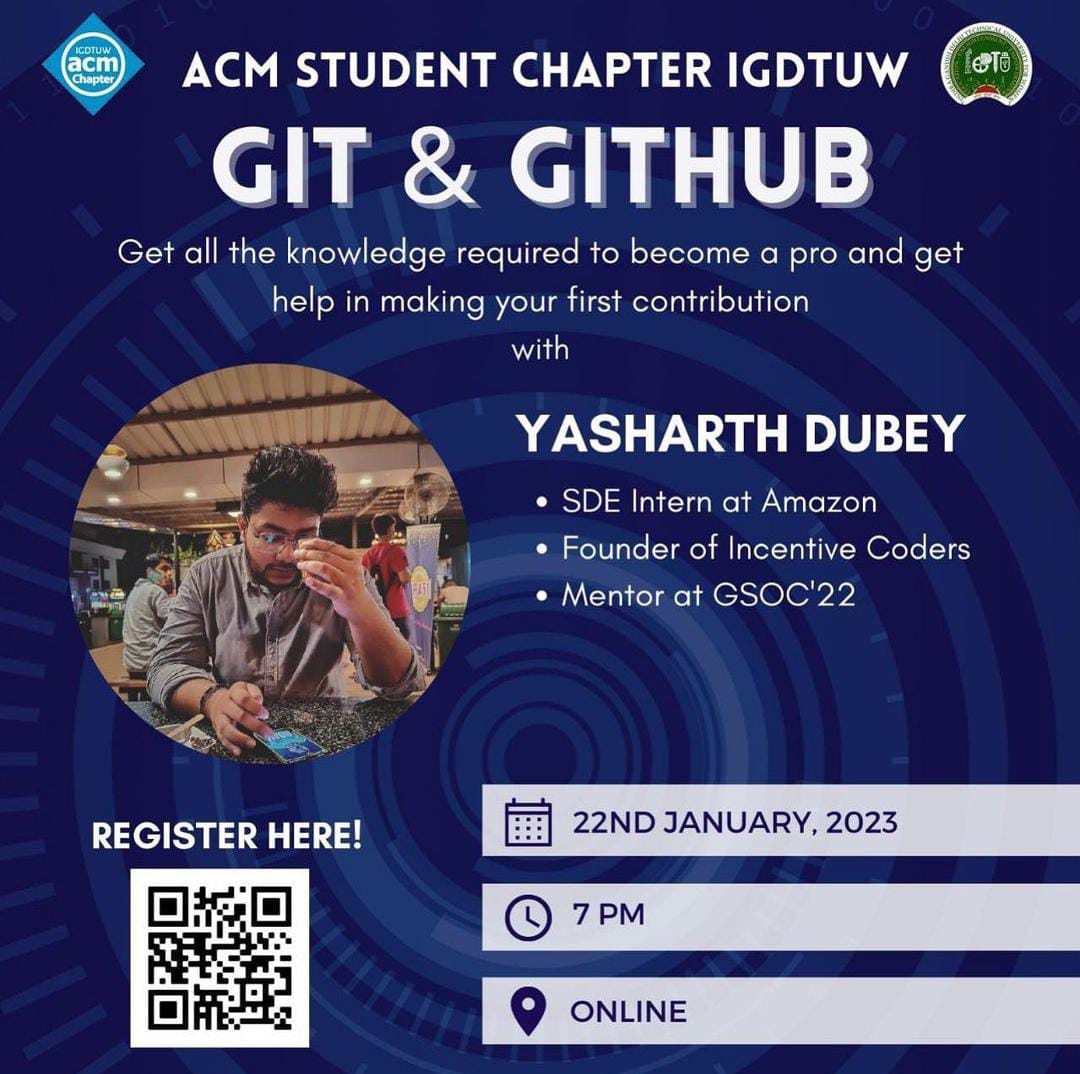 IGDTUW
acm
Chapter
ACM STUDENT CHAPTER IGDTUW
GIT & GITHUB
Get all the knowledge required to become a pro and get
help in making your first contribution
with
YASHARTH DUBEY
• SDE Intern at Amazon
• Founder of Incentive Coders
• Mentor at GSOC'22
REGISTER HERE!
22ND JANUARY, 2023
7 PM
ONLINE